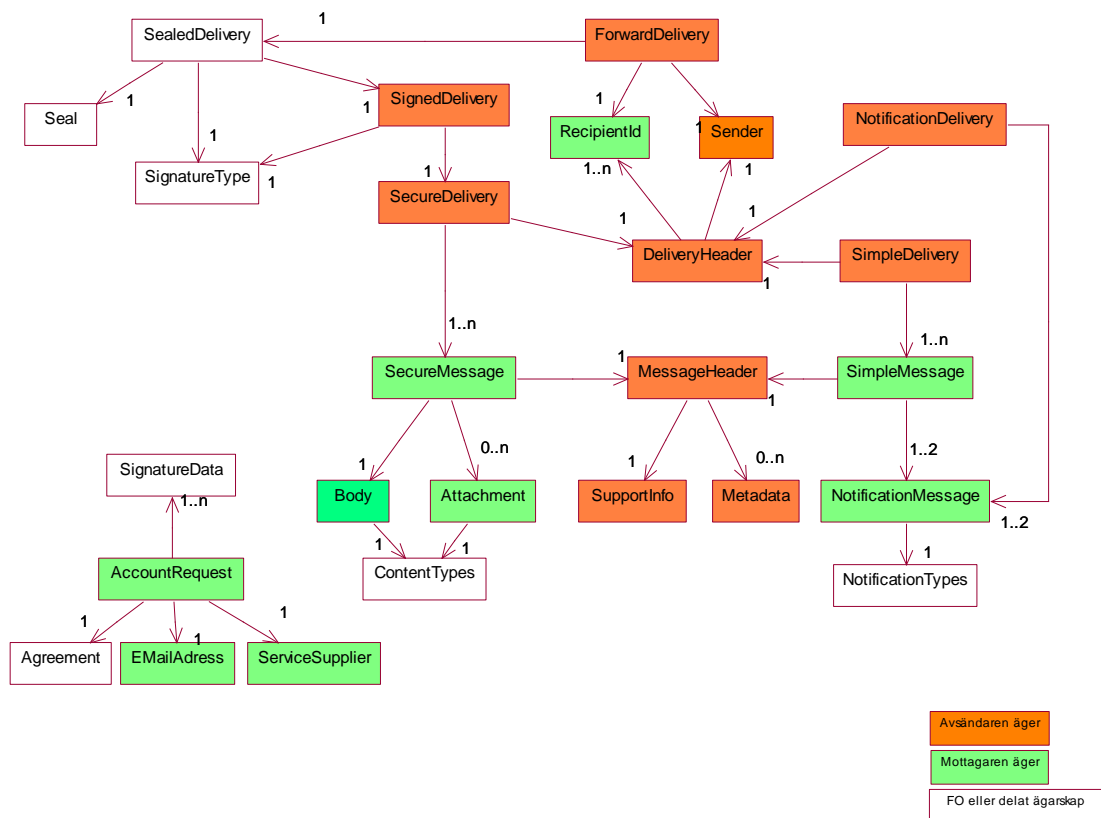 1
SealedDelivery
ForwardDelivery
1
1
Seal
1
SignedDelivery
1
1
RecipientId
1
Sender
NotificationDelivery
1
SignatureType
1
1..n
1
1
SecureDelivery
1
1
DeliveryHeader
1
SimpleDelivery
1..n
1..n
SecureMessage
1
MessageHeader
1
SimpleMessage
SignatureData
1..n
1
0..n
1
0..n
1..2
Body
Attachment
SupportInfo
Metadata
NotificationMessage
1..2
1
1
1
AccountRequest
ContentTypes
NotificationTypes
1
1
1
Agreement
EMailAdress
ServiceSupplier
Avsändaren äger
Mottagaren äger
FO eller delat ägarskap